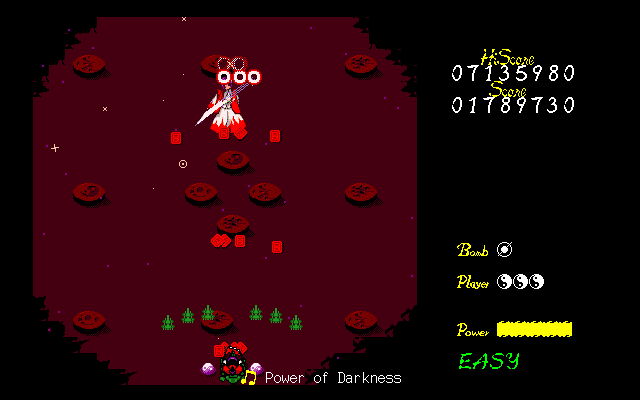 HiScore
07135980
Score
01789730
Bomb
Player
Power
EASY
♫ Power of Darkness